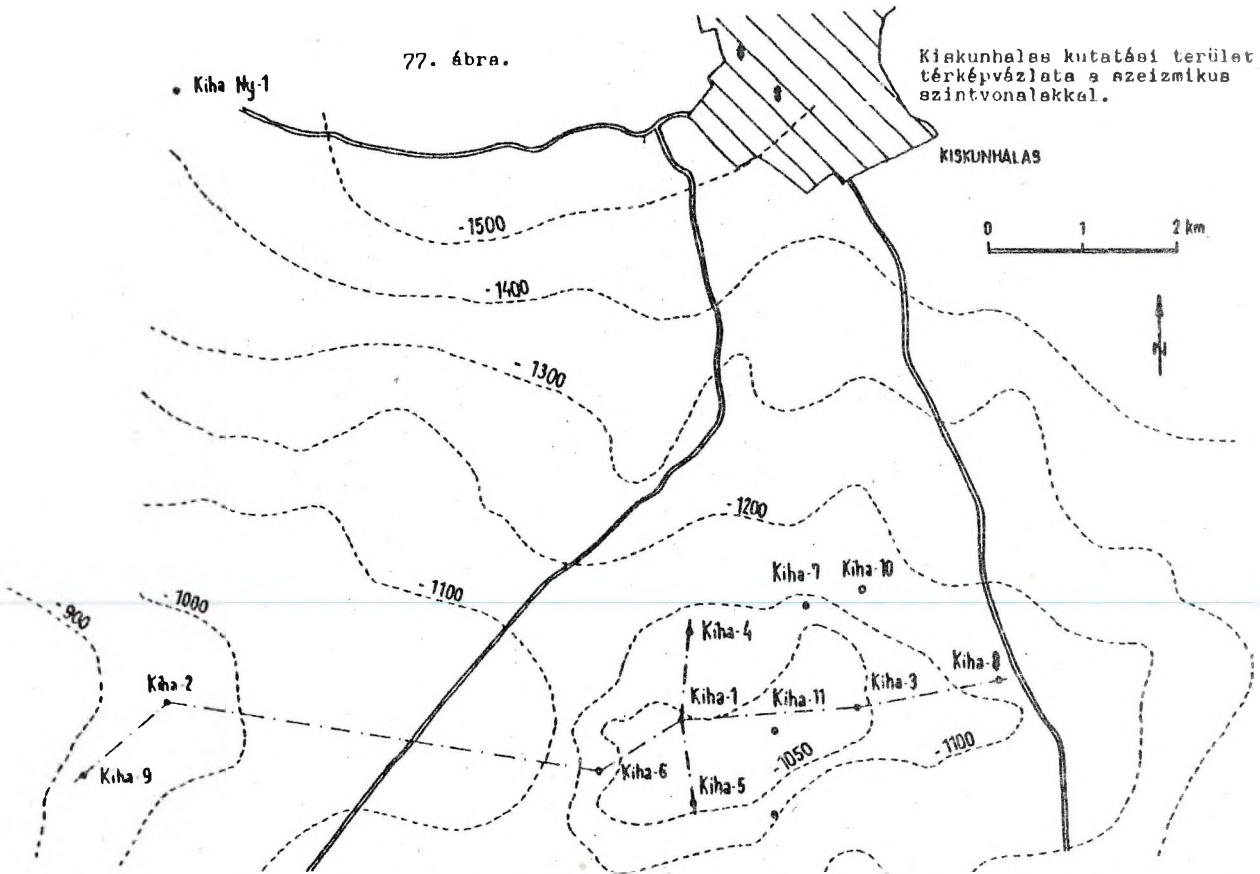 77. ábra.
Kiskunhalas kutatási terület
térképvázlata a szeizmikus
szintvonalakkal.
Kiha Ny-1
KISKUNHALAS
0 1 2 km
N
-1500
-1400
-1300
-1200
-1100
-1000
-900
Kiha-7
Kiha-10
Kiha-4
Kiha-8
Kiha-2
Kiha-1
Kiha-11
Kiha-3
-1100
-1050
Kiha-9
Kiha-6
Kiha-5